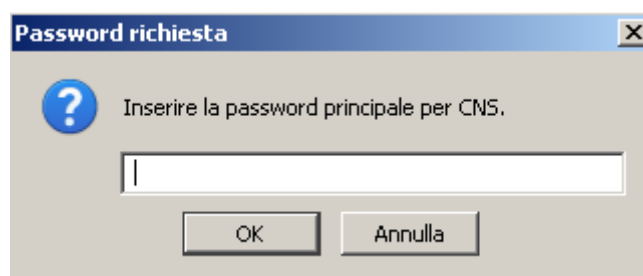 Password richiesta
Inserire la password principale per CNS.
OK
Annulla